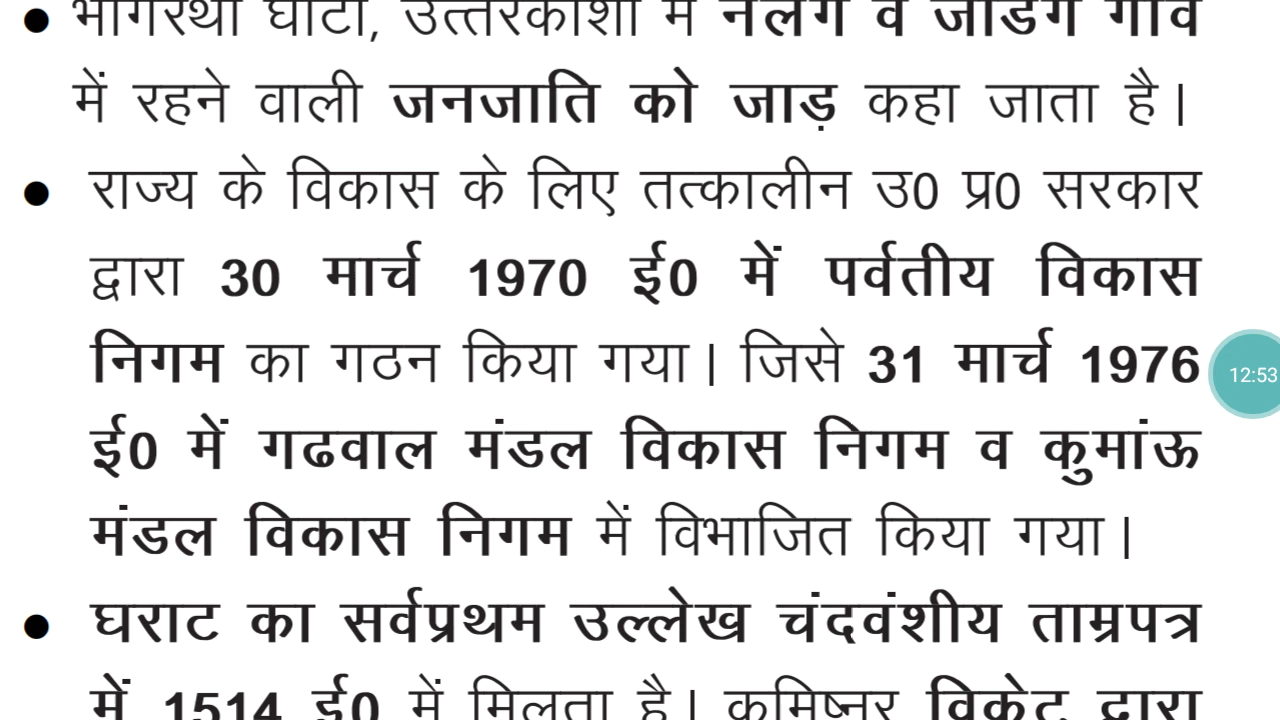 भागीरथी घाटी, उत्तरकाशी में नेलंग व जाडंग गांव
में रहने वाली जनजाति को जाड़ कहा जाता है।
राज्य के विकास के लिए तत्कालीन उ0 प्र0 सरकार
द्वारा 30 मार्च 1970 ई0 में पर्वतीय विकास
निगम का गठन किया गया। जिसे 31 मार्च 1976
12:53
ई0 में गढवाल मंडल विकास निगम व कुमांऊ
मंडल विकास निगम में विभाजित किया गया।
घराट का सर्वप्रथम उल्लेख चंदवंशीय ताम्रपत्र
में 1514 ई0 में मिलता है। कमिष्नर विकेट द्वारा